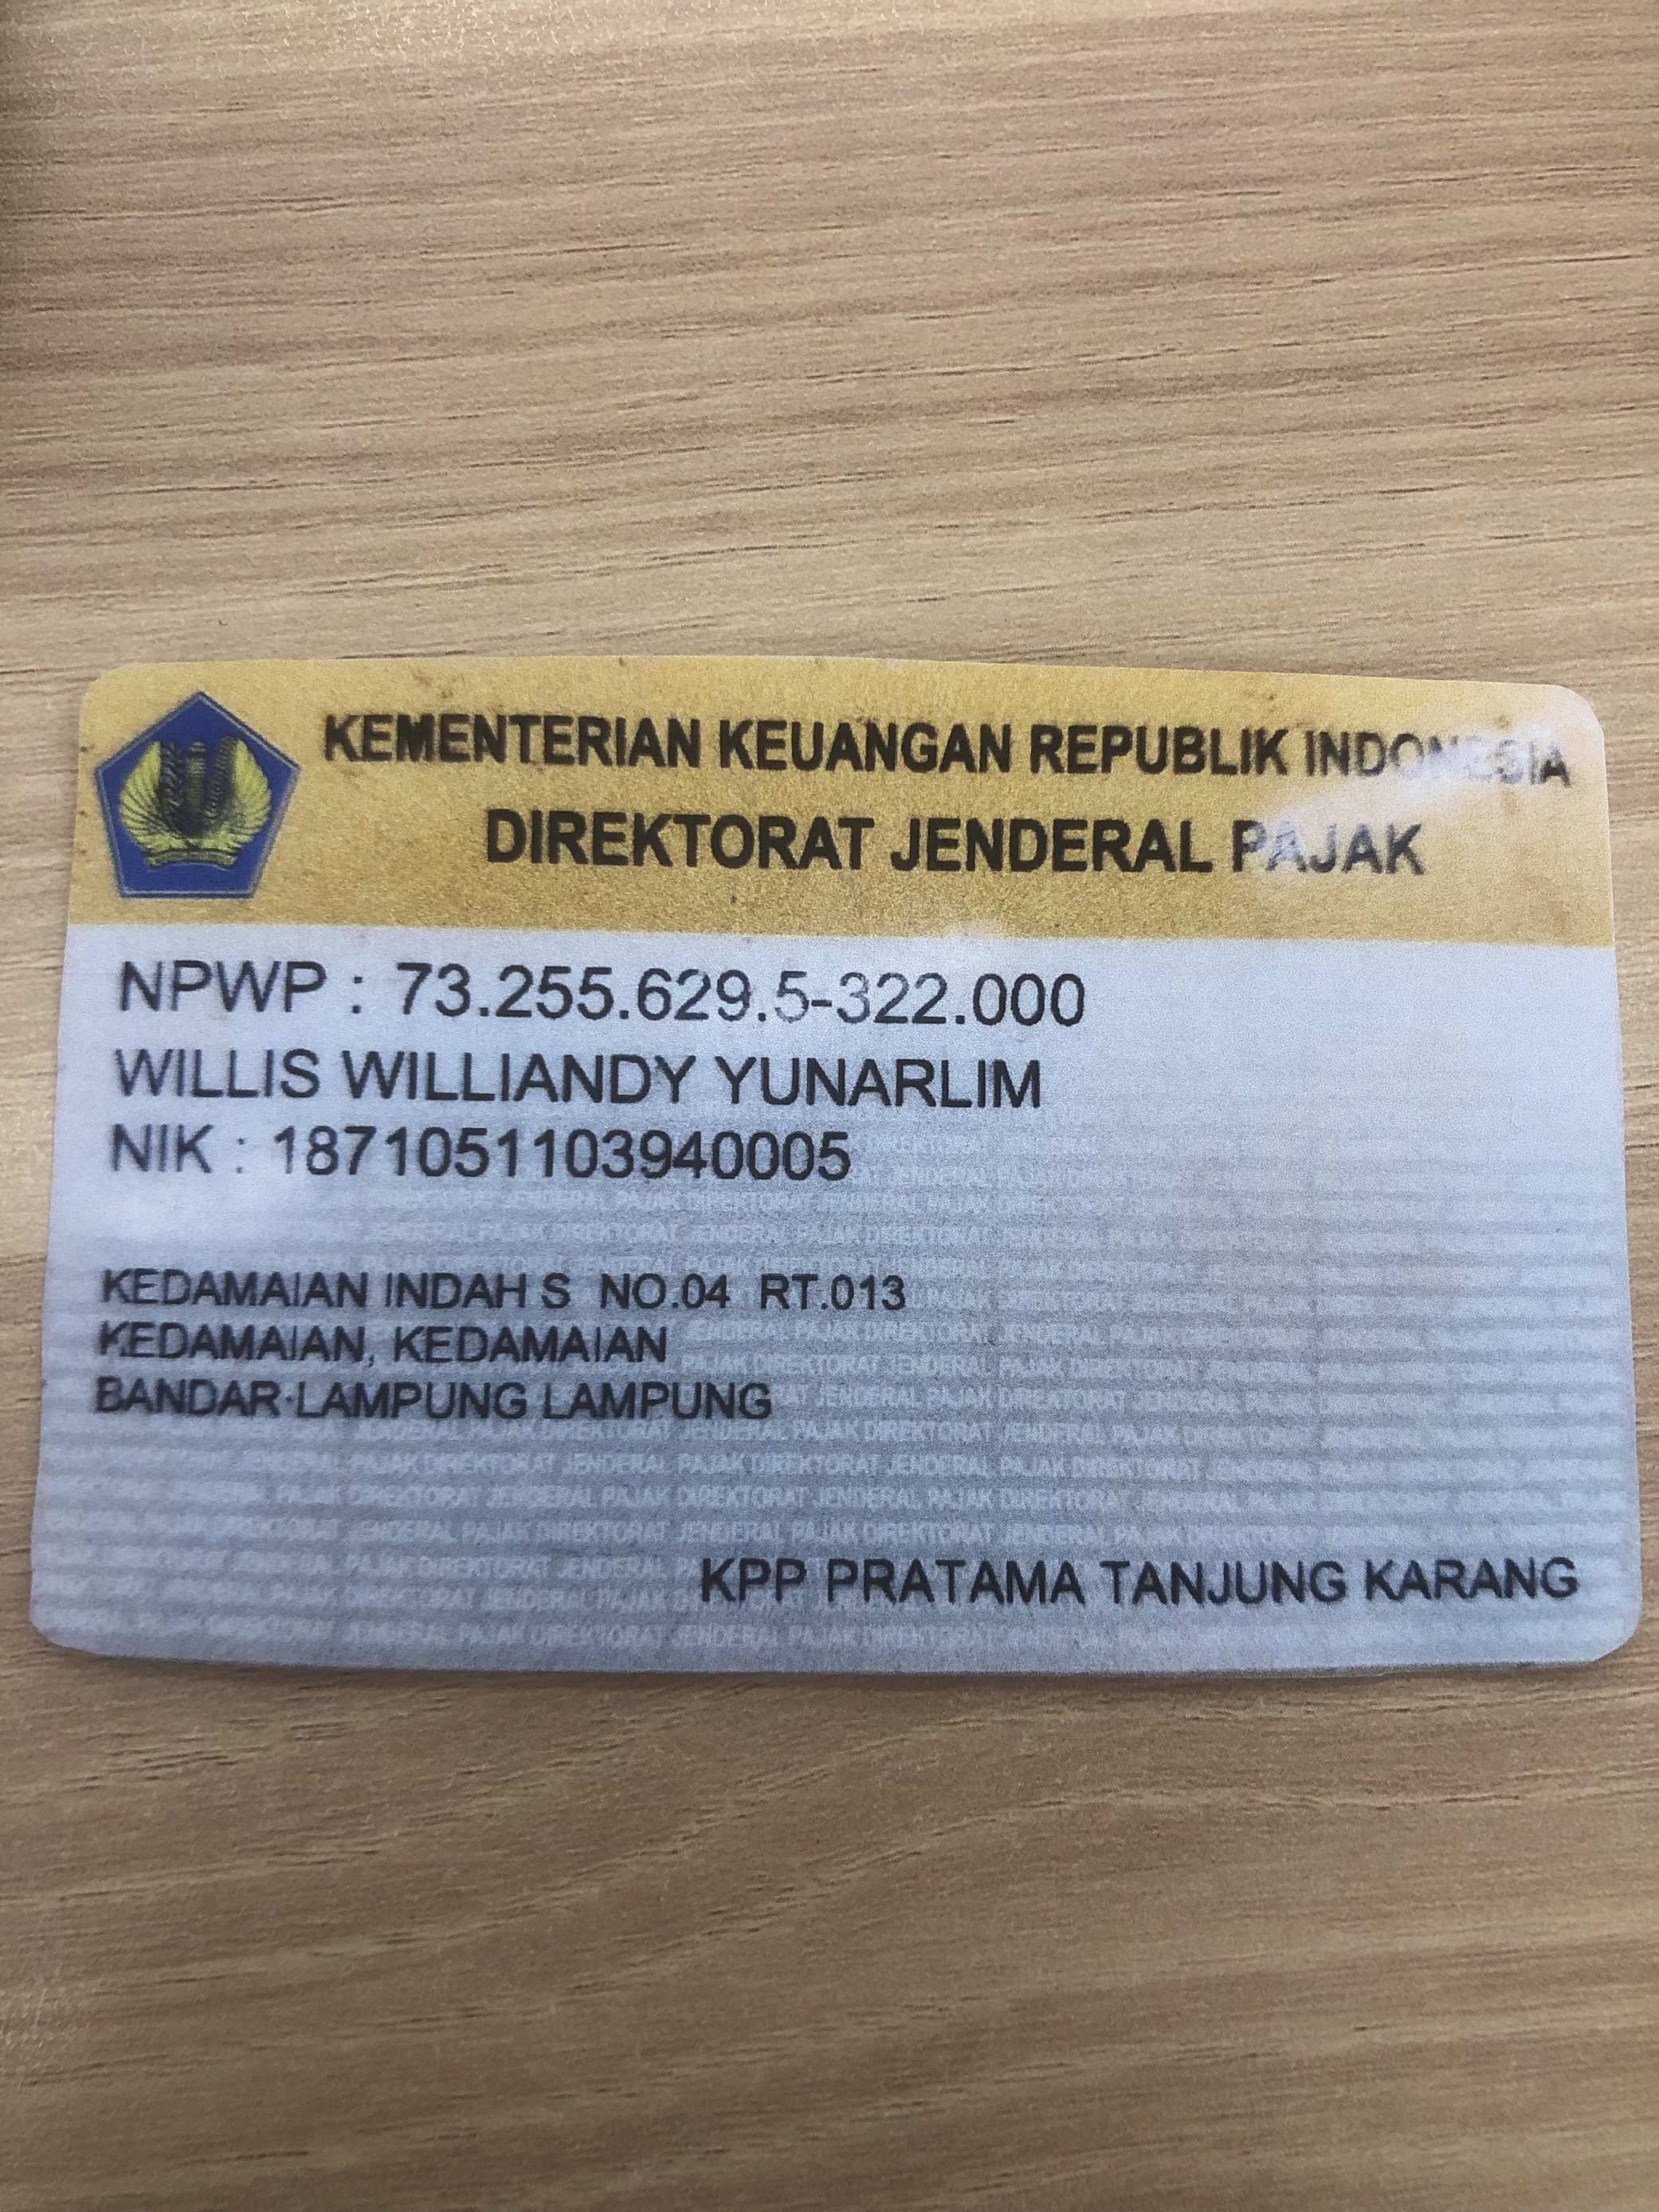 KEMENTERIAN KEUANGAN REPUBLIK INDONESIA
DIREKTORAT JENDERAL PAJAK
NPWP : 73.255.629.5-322.000
WILLIS WILLIANDY YUNARLIM
NIK : 1871051103940005
KEDAMAIAN INDAH S NO.04 RT.013
KEDAMAIAN, KEDAMAIAN
BANDAR LAMPUNG LAMPUNG
KPP PRATAMA TANJUNG KARANG